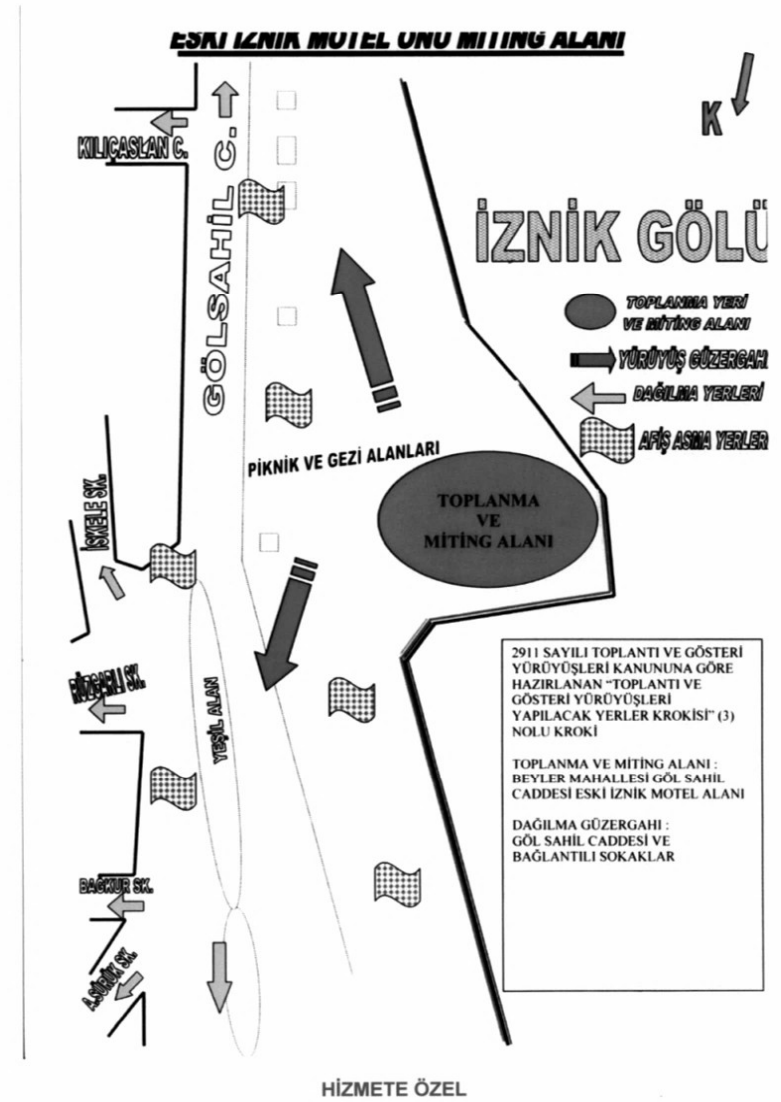 ESKİ İZNİK MOTEL ÖNÜ MİTİNG ALANI
K
KILIÇASLAN C.
GÖLSAHİL C.
İZNİK GÖLÜ
TOPLANMA YERİ
VE MİTİNG ALANI
YÜRÜYÜŞ GÜZERGAHI
DAĞILMA YERLERİ
AFİŞ ASMA YERLER
PİKNİK VE GEZİ ALANLARI
TOPLANMA
VE
MİTİNG ALANI
İSKELE SK.
RÜZGARLI SK.
YEŞİL ALAN
BAĞKUR SK.
A.SÜRÜK SK.
2911 SAYILI TOPLANTI VE GÖSTERİ
YÜRÜYÜŞLERİ KANUNUNA GÖRE
HAZIRLANAN “TOPLANTI VE
GÖSTERİ YÜRÜYÜŞLERİ
YAPILACAK YERLER KROKİSİ” (3)
NOLU KROKİ
TOPLANMA VE MİTİNG ALANI :
BEYLER MAHALLESİ GÖL SAHİL
CADDESİ ESKİ İZNİK MOTEL ALANI
DAĞILMA GÜZERGAHI :
GÖL SAHİL CADDESİ VE
BAĞLANTILI SOKAKLAR
HİZMETE ÖZEL